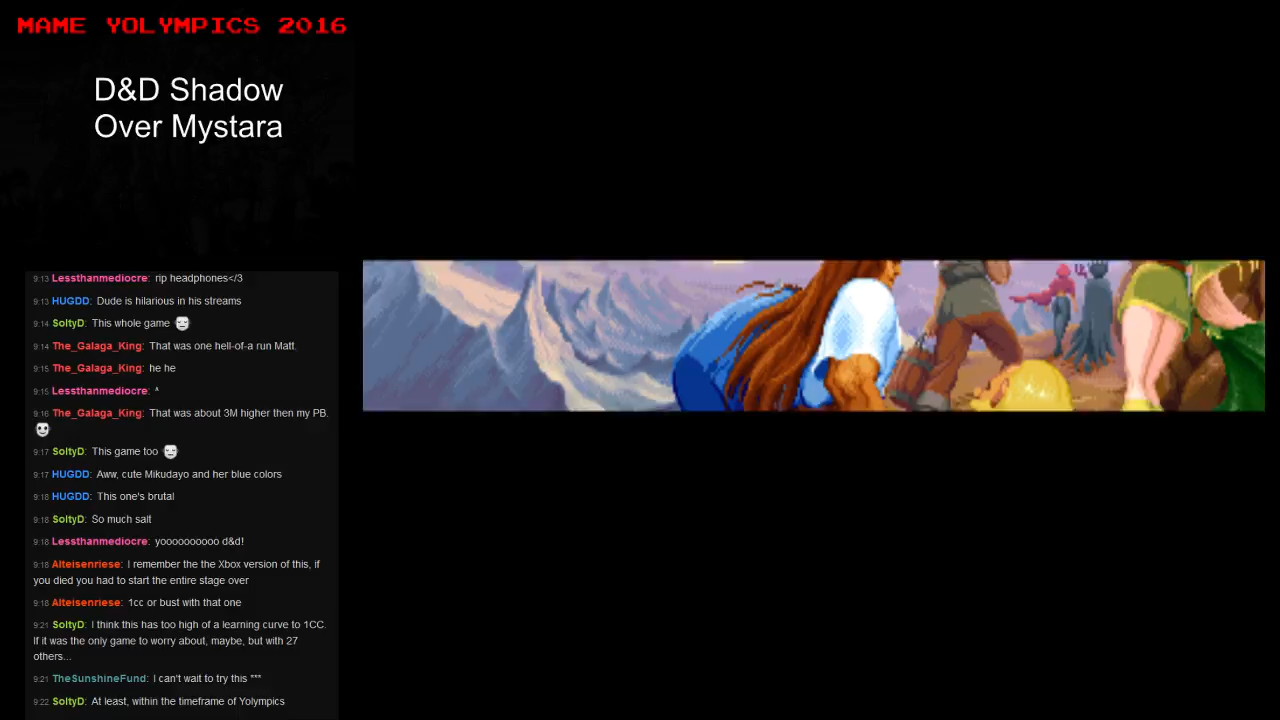 MAME YOLYMPICS 2016
D&D Shadow
Over Mystara
9:13 Lessthanmediocre: rip headphones</3
9:13 HUGDD: Dude is hilarious in his streams
9:14 SoltyD: This whole game
9:14 The_Galaga_King: That was one hell-of-a run Matt.
9:15 The_Galaga_King: he he
9:15 Lessthanmediocre: ^
9:16 The_Galaga_King: That was about 3M higher then my PB.
9:17 SoltyD: This game too
9:17 HUGDD: Aww, cute Mikudayo and her blue colors
9:18 HUGDD: This one's brutal
9:18 SoltyD: So much salt
9:18 Lessthanmediocre: yoooooooooo d&d!
9:18 Alteisenriese: I remember the the Xbox version of this, if
you died you had to start the entire stage over
9:18 Alteisenriese: 1cc or bust with that one
9:21 SoltyD: I think this has too high of a learning curve to 1CC.
If it was the only game to worry about, maybe, but with 27
others...
9:21 TheSunshineFund: I can't wait to try this ***
9:22 SoltyD: At least, within the timeframe of Yolympics